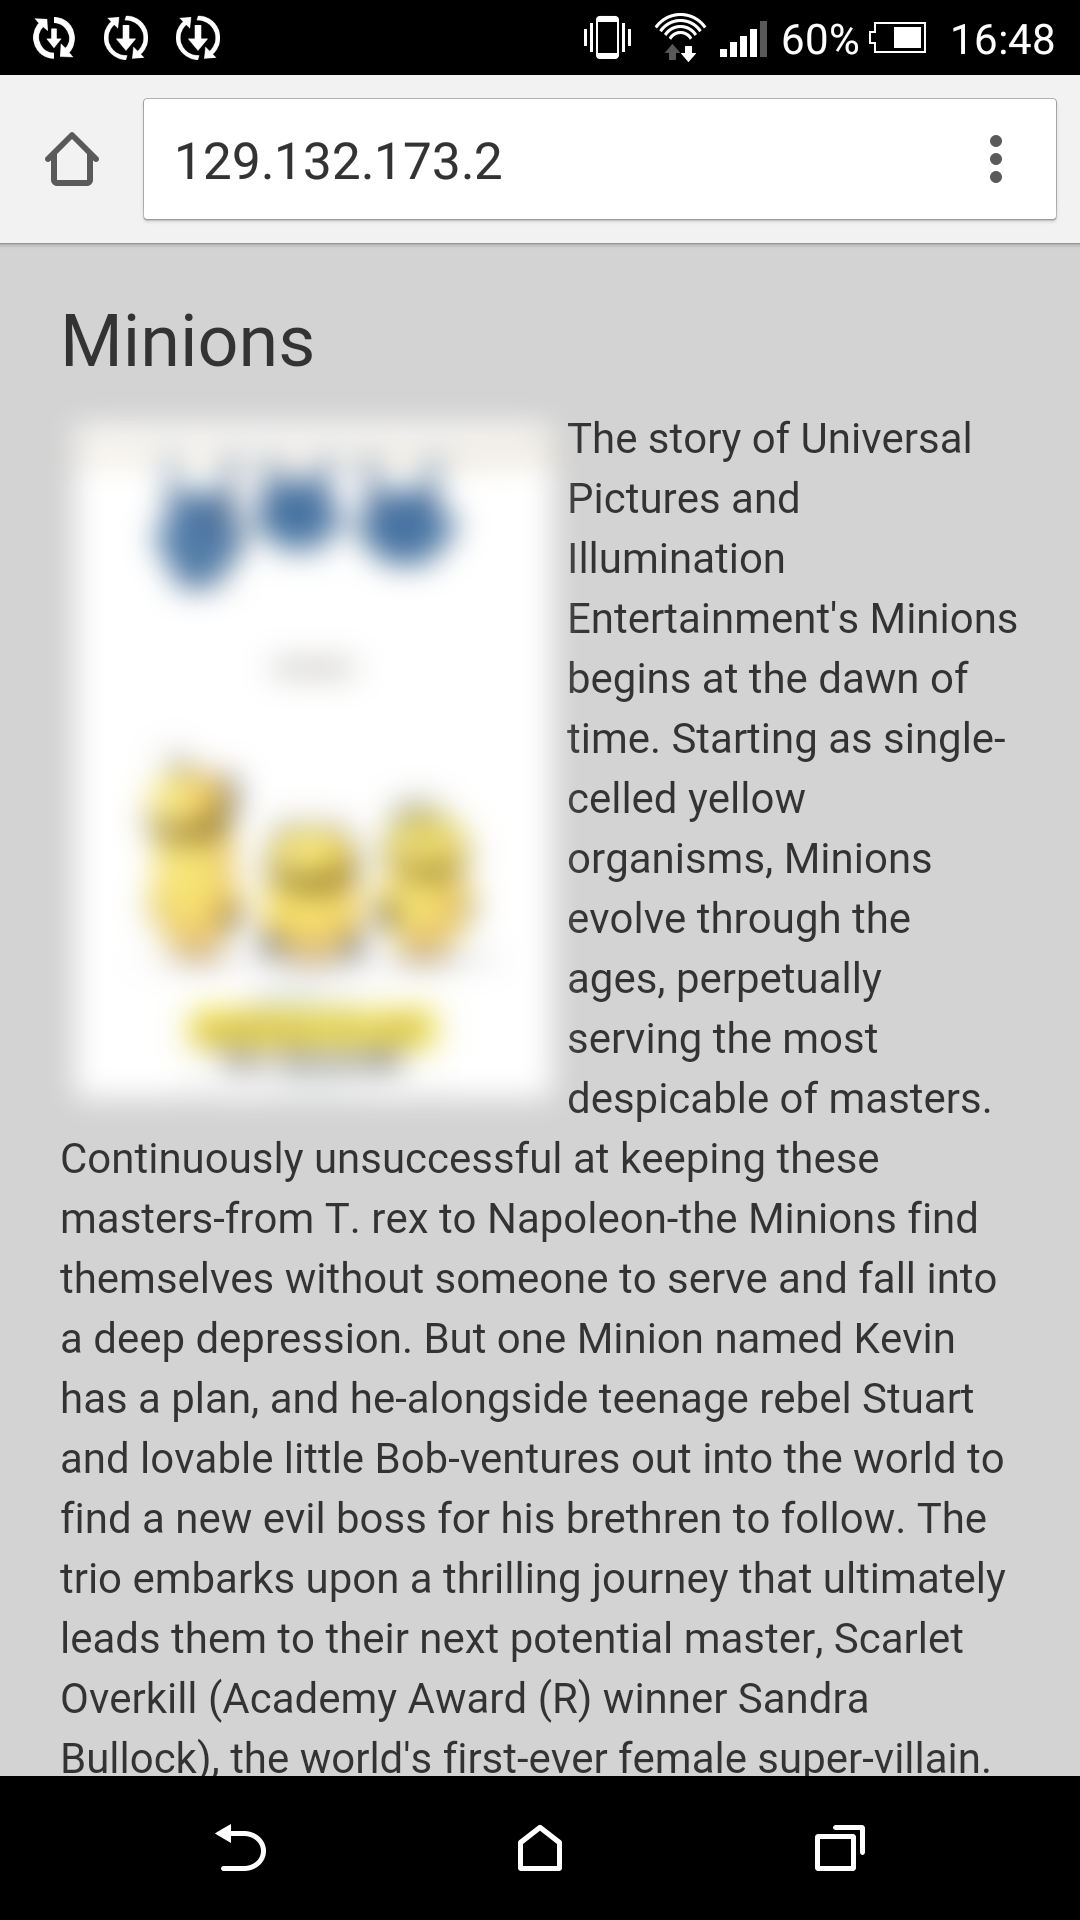 60% 16:48
129.132.173.2
Minions
The story of Universal
Pictures and
Illumination
Entertainment's Minions
begins at the dawn of
time. Starting as single-
celled yellow
organisms, Minions
evolve through the
ages, perpetually
serving the most
despicable of masters.
Continuously unsuccessful at keeping these
masters-from T. rex to Napoleon-the Minions find
themselves without someone to serve and fall into
a deep depression. But one Minion named Kevin
has a plan, and he-alongside teenage rebel Stuart
and lovable little Bob-ventures out into the world to
find a new evil boss for his brethren to follow. The
trio embarks upon a thrilling journey that ultimately
leads them to their next potential master, Scarlet
Overkill (Academy Award (R) winner Sandra
Bullock), the world's first-ever female super-villain.